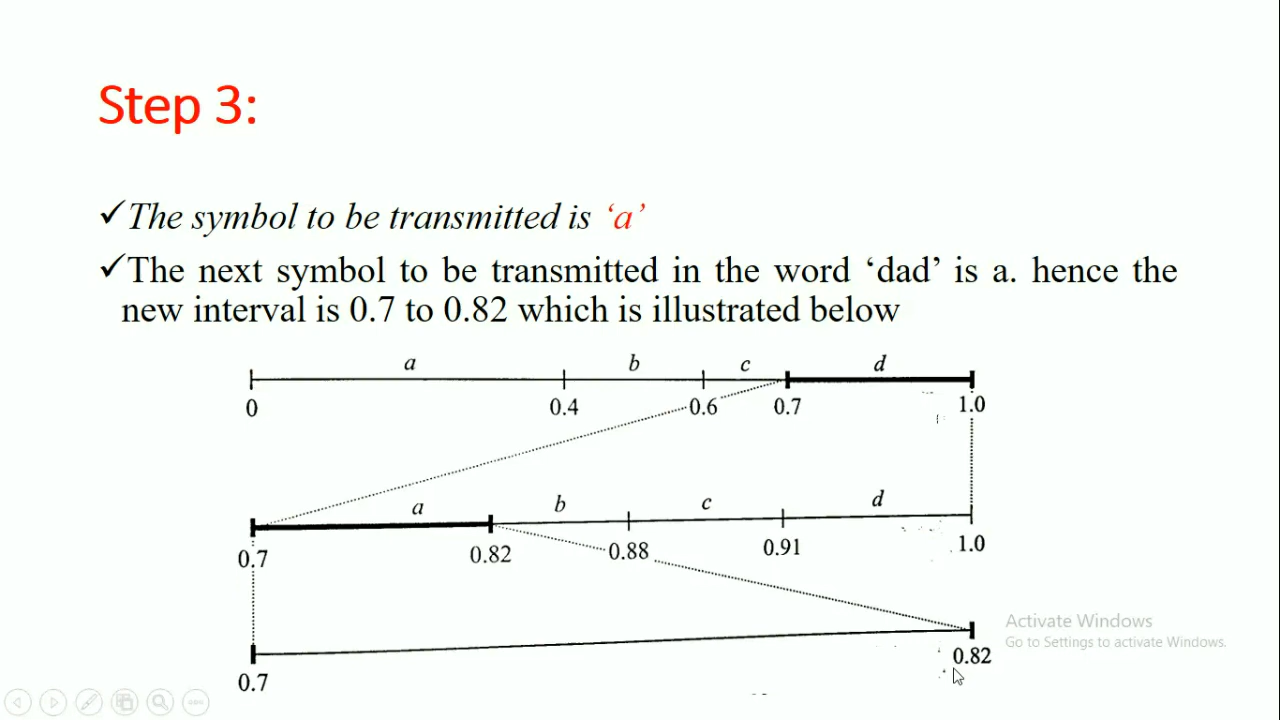 Step 3:
✓The symbol to be transmitted is ‘a’
✓The next symbol to be transmitted in the word ‘dad’ is a. hence the
new interval is 0.7 to 0.82 which is illustrated below
a b c d
0 0.4 0.6 0.7 1.0
a b c d
0.7 0.82 0.88 0.91 1.0
Activate Windows
Go to Settings to activate Windows.
0.7 0.82